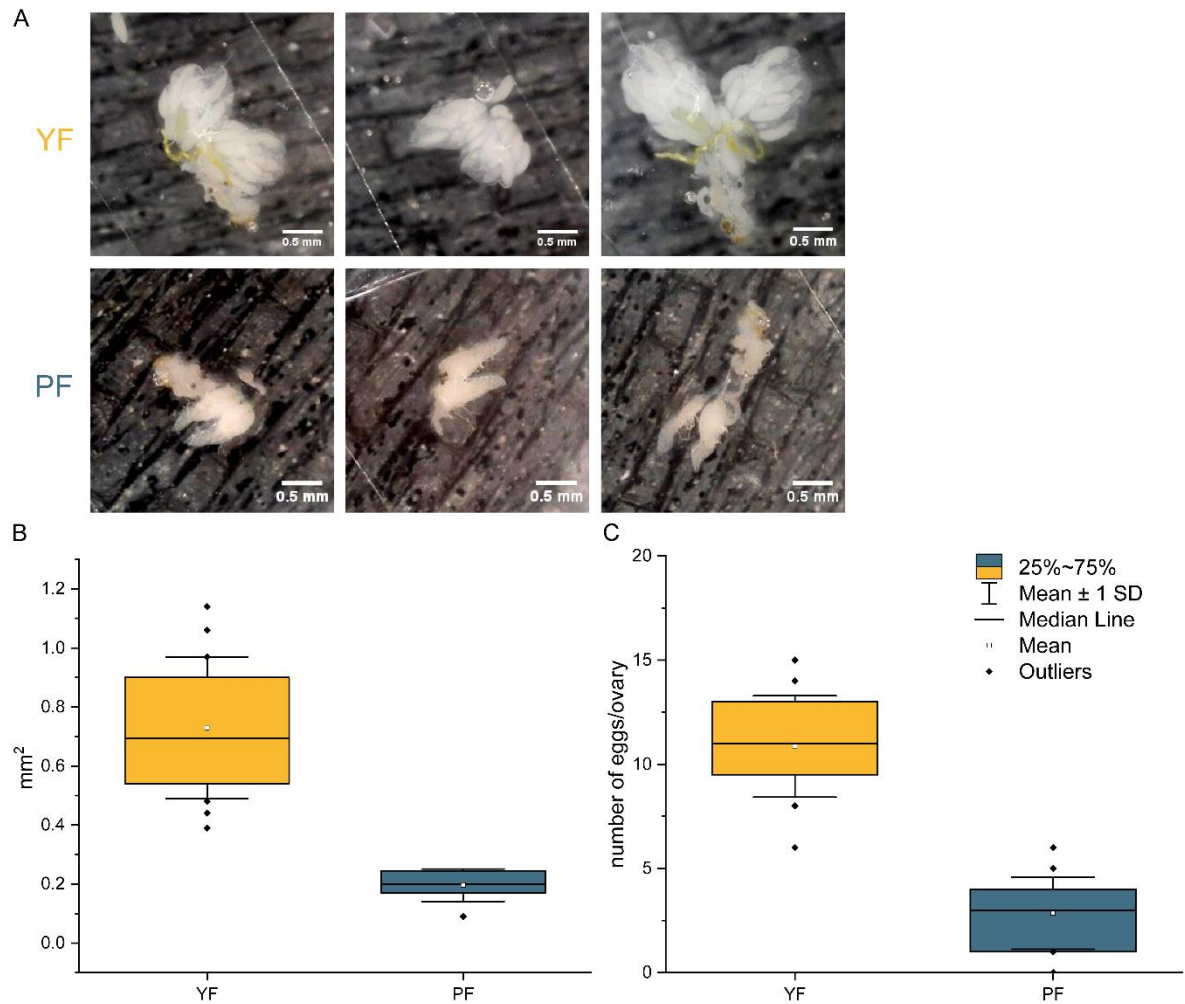 A
YF
0.5 mm
0.5 mm
0.5 mm
PF
0.5 mm
0.5 mm
0.5 mm
B
mm²
1.2
1.0
0.8
0.6
0.4
0.2
0.0
YF
PF
C
number of eggs/ovary
20
15
10
5
0
YF
PF
25%~75%
Mean ± 1 SD
Median Line
Mean
Outliers